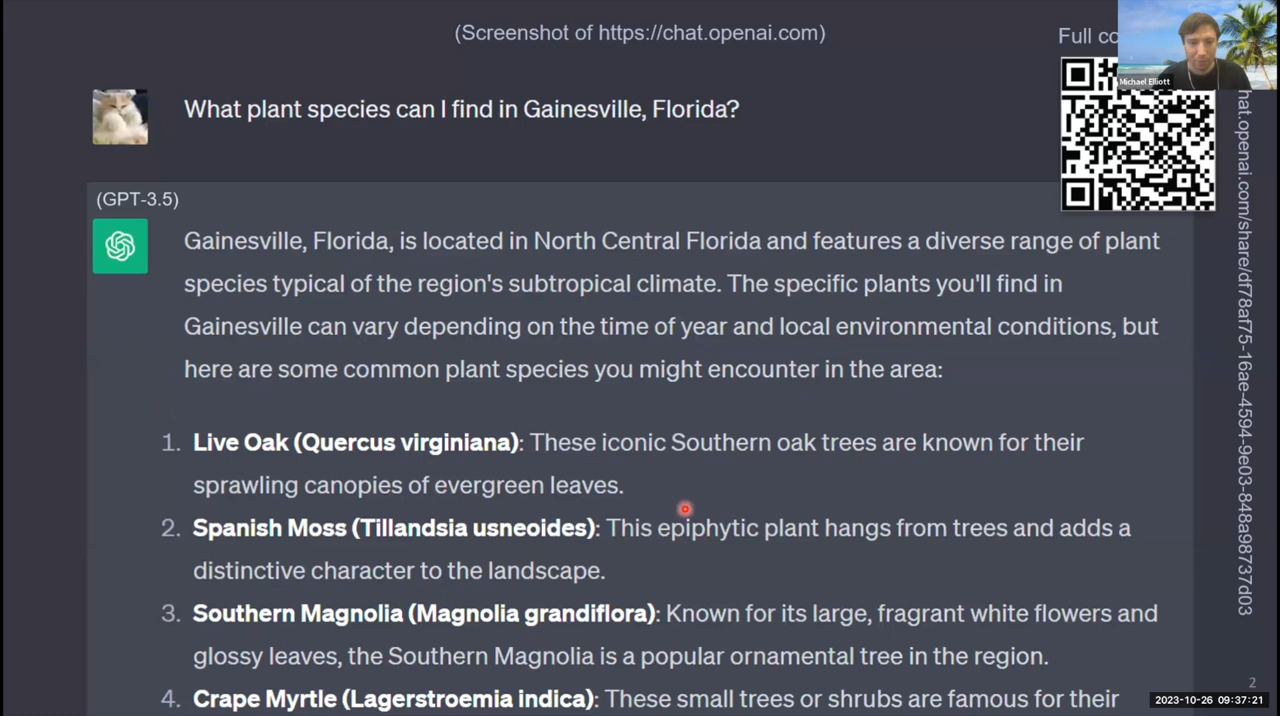 (Screenshot of https://chat.openai.com)
Full co
Michael Elliott
What plant species can I find in Gainesville, Florida?
hat.openai.com/share/df78af75-16ae-4594-9e03-848a98737d03
(GPT-3.5)
Gainesville, Florida, is located in North Central Florida and features a diverse range of plant
species typical of the region's subtropical climate. The specific plants you'll find in
Gainesville can vary depending on the time of year and local environmental conditions, but
here are some common plant species you might encounter in the area:
1. Live Oak (Quercus virginiana): These iconic Southern oak trees are known for their
sprawling canopies of evergreen leaves.
2. Spanish Moss (Tillandsia usneoides): This epiphytic plant hangs from trees and adds a
distinctive character to the landscape.
3. Southern Magnolia (Magnolia grandiflora): Known for its large, fragrant white flowers and
glossy leaves, the Southern Magnolia is a popular ornamental tree in the region.
4. Crape Myrtle (Lagerstroemia indica): These small trees or shrubs are famous for their
2
2023-10-26 09:37:21